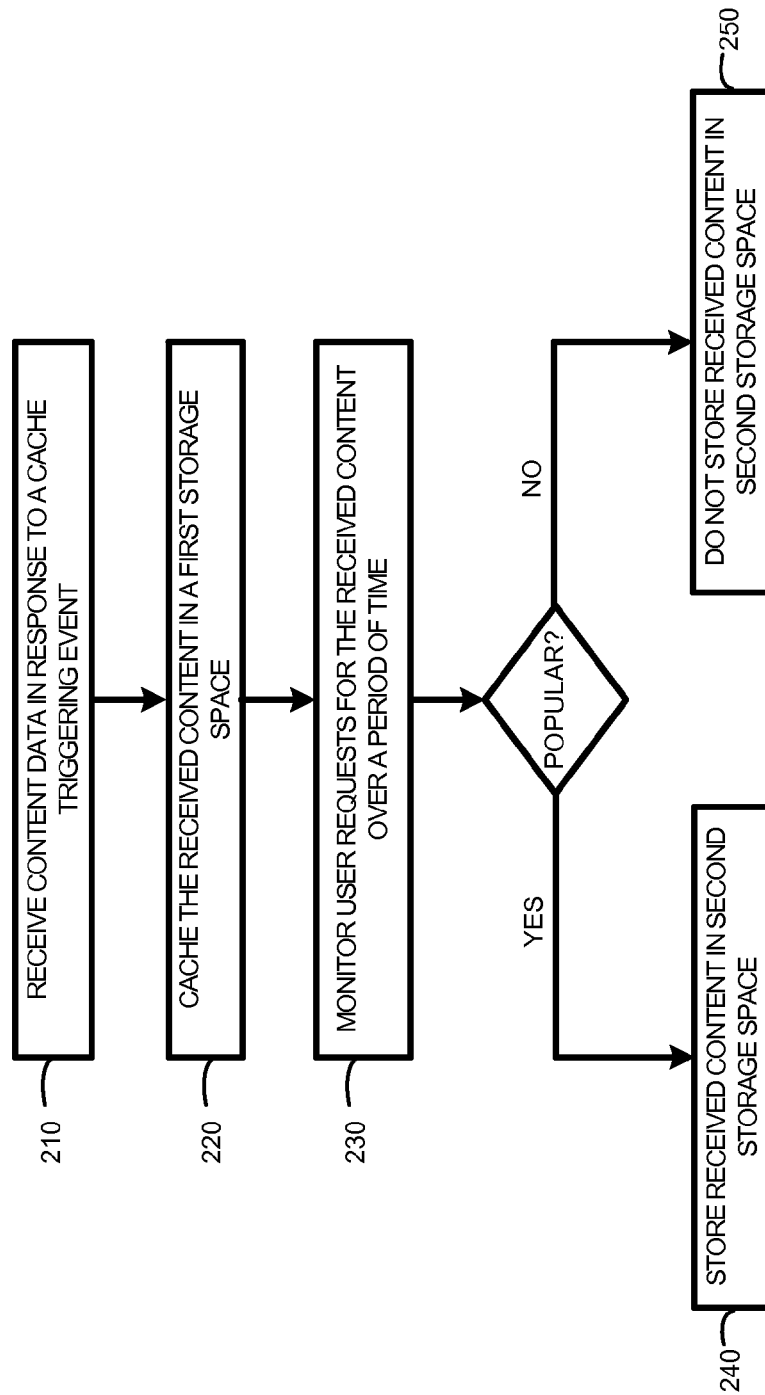 210
RECEIVE CONTENT DATA IN RESPONSE TO A CACHE
TRIGGERING EVENT
220
CACHE THE RECEIVED CONTENT IN A FIRST STORAGE
SPACE
230
MONITOR USER REQUESTS FOR THE RECEIVED CONTENT
OVER A PERIOD OF TIME
POPULAR?
YES
NO
240
STORE RECEIVED CONTENT IN SECOND
STORAGE SPACE
250
DO NOT STORE RECEIVED CONTENT IN
SECOND STORAGE SPACE